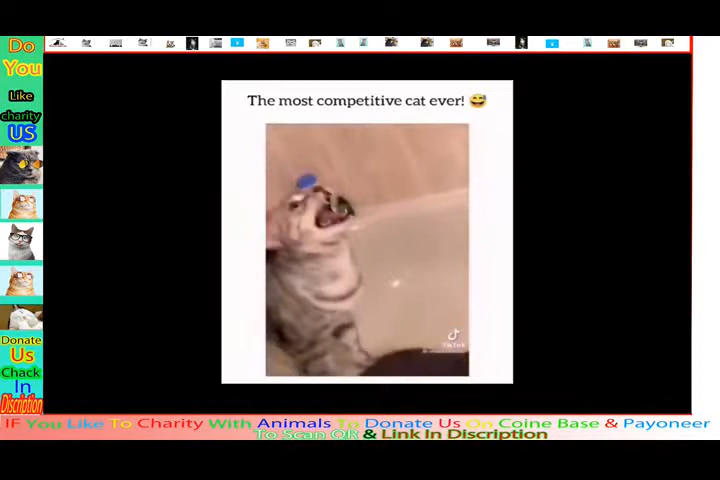 Do
You
Like
charity
US
The most competitive cat ever! 😅
TikTok
Donate
Us
Chack
In
Discription
IF You Like To Charity With Animals To Donate Us On Coine Base & Payoneer
To Scan QR & Link In Discription